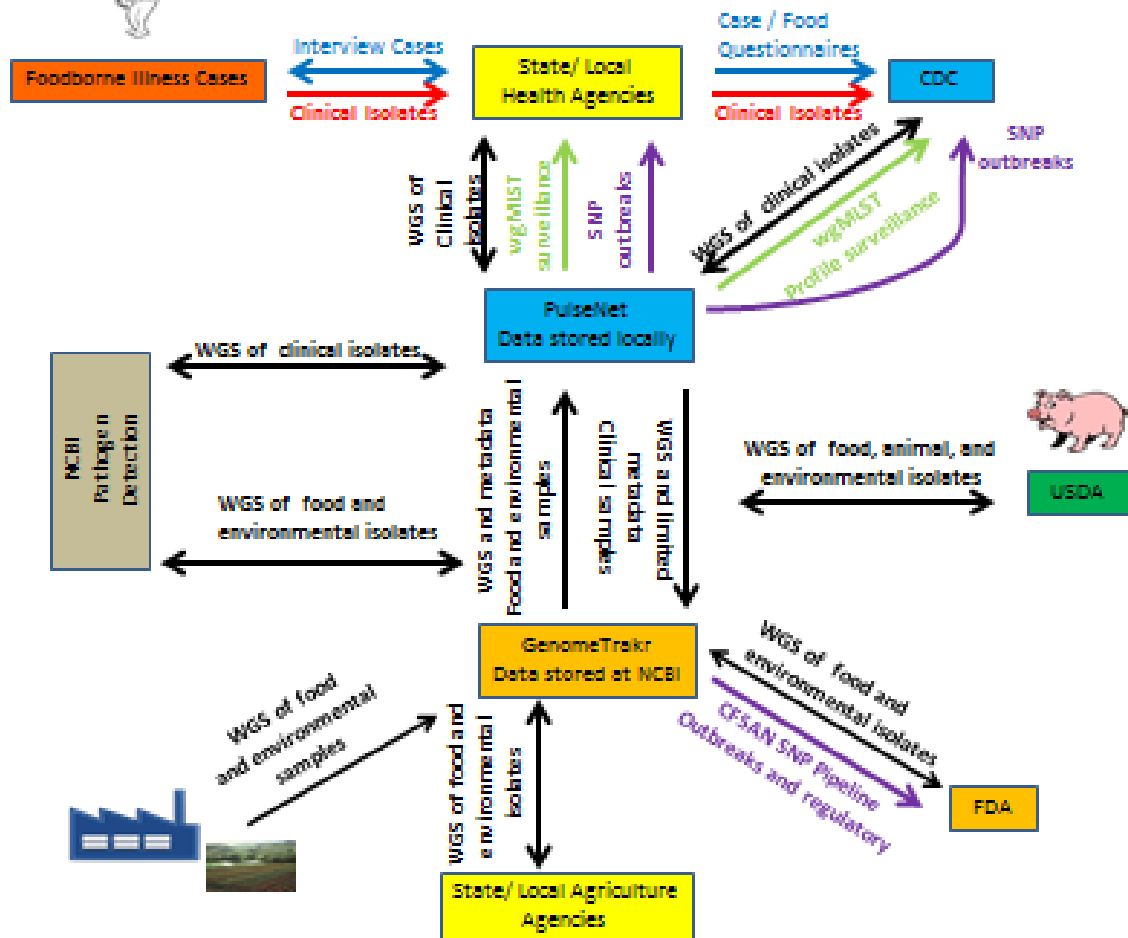 Case / Food
Questionnaires
Interview Cases
Foodborne Illness Cases
State/ Local
Health Agencies
CDC
Clinical Isolates
Clinical Isolates
SNP
outbreaks
WGS of
Clinical
isolates
wgMLST
surveillance
SNP
outbreaks
WGS of clinical isolates
wgMLST
Profile surveillance
PulseNet
Data stored locally
WGS of clinical isolates
NCBI
Pathogen
Detection
WGS of food and
environmental isolates
WGS and metadata
Food and environmental
samples
WGS and limited
metadata
Clinical samples
WGS of food, animal, and
environmental isolates
USDA
GenomeTrakr
Data stored at NCBI
WGS of food
and environmental
samples
WGS of food and
environmental
isolates
WGS of food and
environmental isolates
CFSAN SNP Pipeline
Outbreaks and regulatory
FDA
State/ Local Agriculture
Agencies